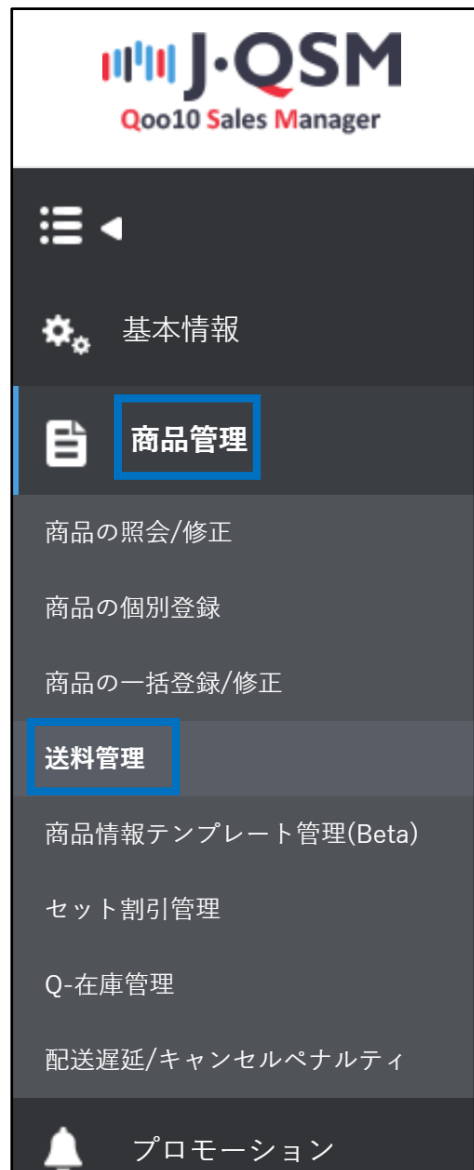 J·QSM
Qoo10 Sales Manager
基本情報
商品管理
商品の照会/修正
商品の個別登録
商品の一括登録/修正
送料管理
商品情報テンプレート管理(Beta)
セット割引管理
Q-在庫管理
配送遅延/キャンセルペナルティ
プロモーション